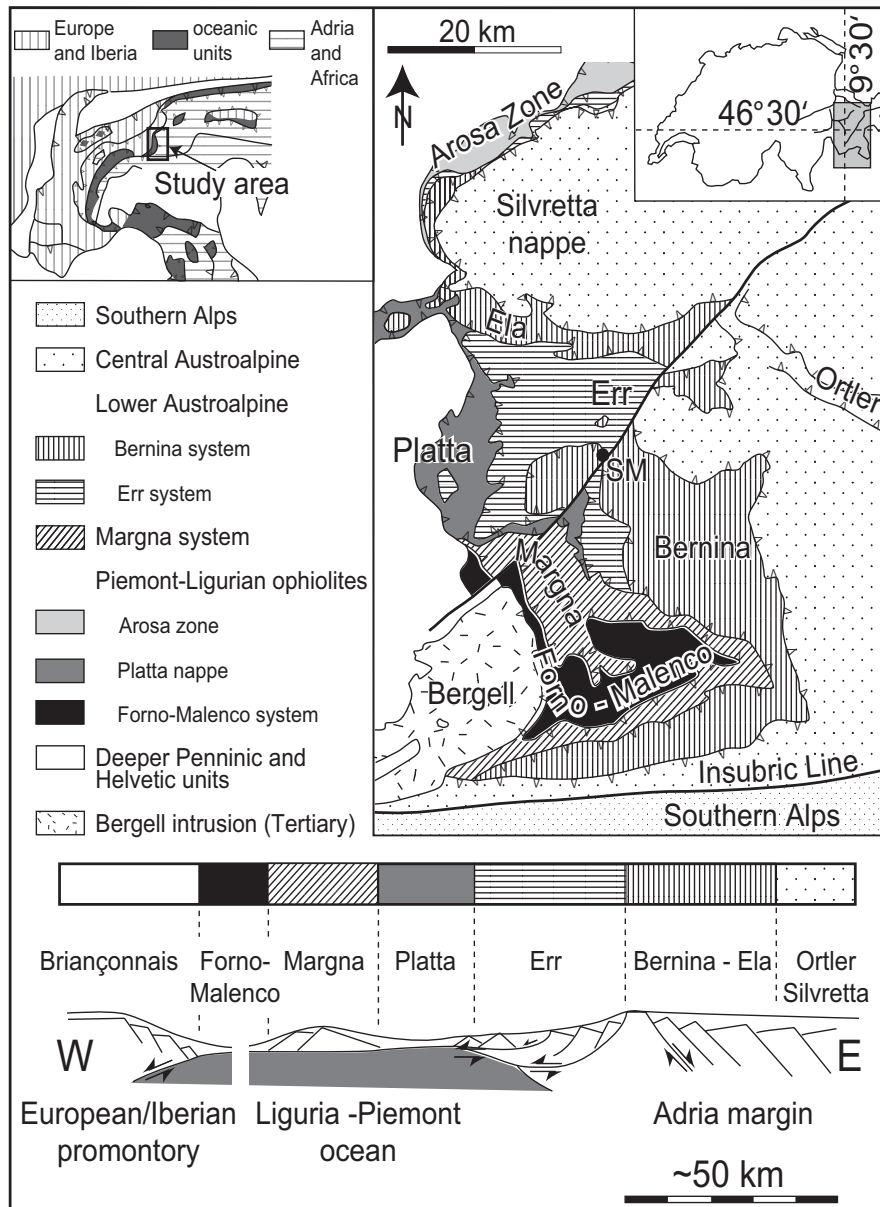 Europe
and Iberia
oceanic
units
Adria
and
Africa
Study area
Southern Alps
Central Austroalpine
Lower Austroalpine
Bernina system
Err system
Margna system
Piemont-Ligurian ophiolites
Arosa zone
Platta nappe
Forno-Malenco system
Deeper Penninic and
Helvetic units
Bergell intrusion (Tertiary)
20 km
N
46°30‘
9°30‘
Arosa Zone
Silvretta
nappe
Ela
Ortler
Err
Platta
SM
Bernina
Margna
Forno - Malenco
Bergell
Insubric Line
Southern Alps
Briançonnais
Forno-
Malenco
Margna
Platta
Err
Bernina - Ela
Ortler
Silvretta
W
E
European/Iberian
promontory
Liguria -Piemont
ocean
Adria margin
~50 km